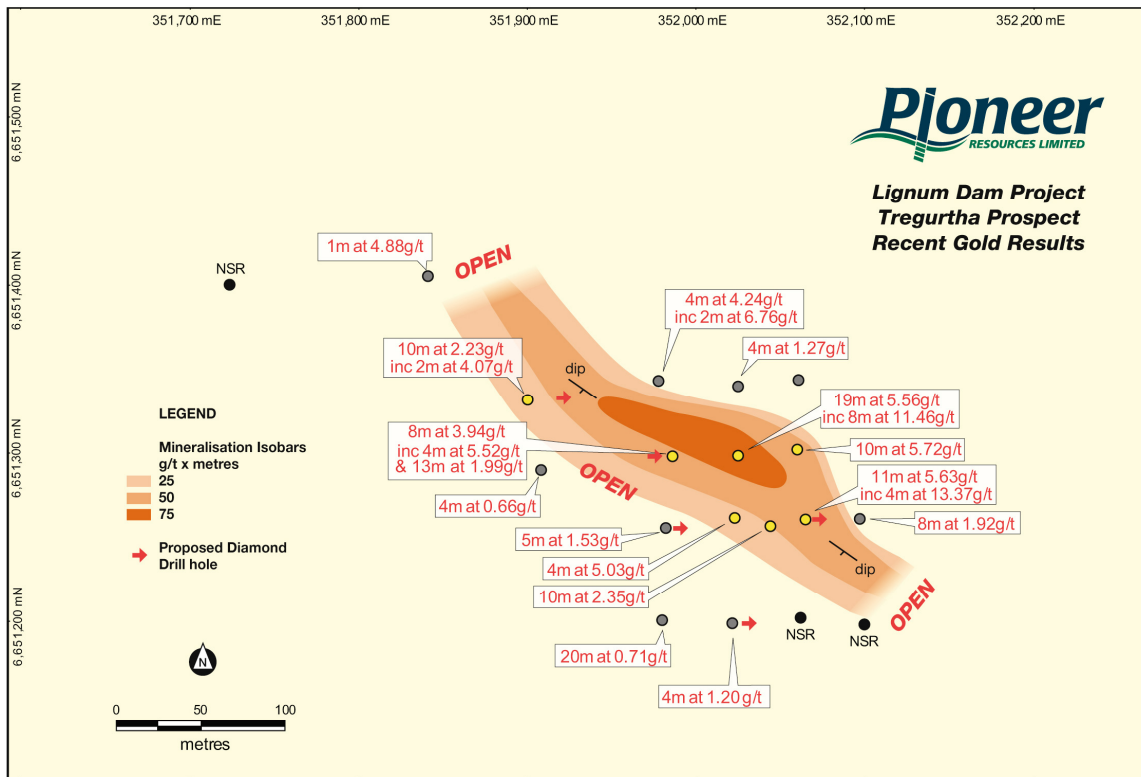 351,700 mE
351,800 mE
351,900 mE
352,000 mE
352,100 mE
352,200 mE
6,651,500 mN
6,651,400 mN
6,651,300 mN
6,651,200 mN
Pioneer
RESOURCES LIMITED
Lignum Dam Project
Tregurtha Prospect
Recent Gold Results
1m at 4.88g/t
OPEN
NSR
4m at 4.24g/t
inc 2m at 6.76g/t
4m at 1.27g/t
10m at 2.23g/t
inc 2m at 4.07g/t
dip
19m at 5.56g/t
inc 8m at 11.46g/t
8m at 3.94g/t
inc 4m at 5.52g/t
& 13m at 1.99g/t
10m at 5.72g/t
OPEN
11m at 5.63g/t
inc 4m at 13.37g/t
4m at 0.66g/t
8m at 1.92g/t
5m at 1.53g/t
4m at 5.03g/t
dip
10m at 2.35g/t
OPEN
NSR
NSR
20m at 0.71g/t
4m at 1.20 g/t
LEGEND
Mineralisation Isobars
g/t x metres
25
50
75
Proposed Diamond
Drill hole
N
0 50 100
metres